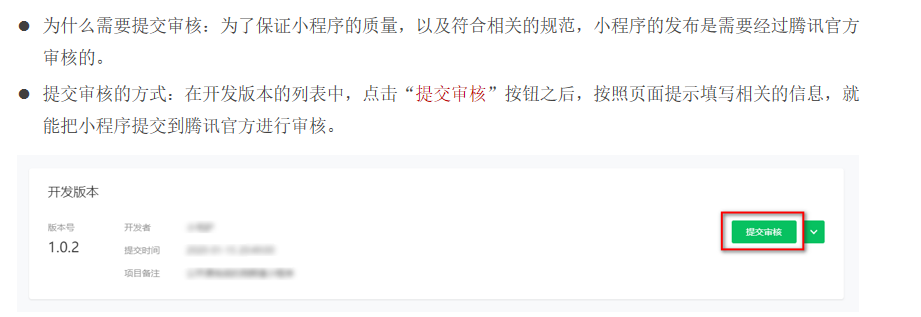 ● 为什么需要提交审核：为了保证小程序的质量，以及符合相关的规范，小程序的发布是需要经过腾讯官方
审核的。
● 提交审核的方式：在开发版本的列表中，点击“提交审核”按钮之后，按照页面提示填写相关的信息，就
能把小程序提交到腾讯官方进行审核。
开发版本
版本号
1.0.2
开发者
提交时间
项目备注
提交审核